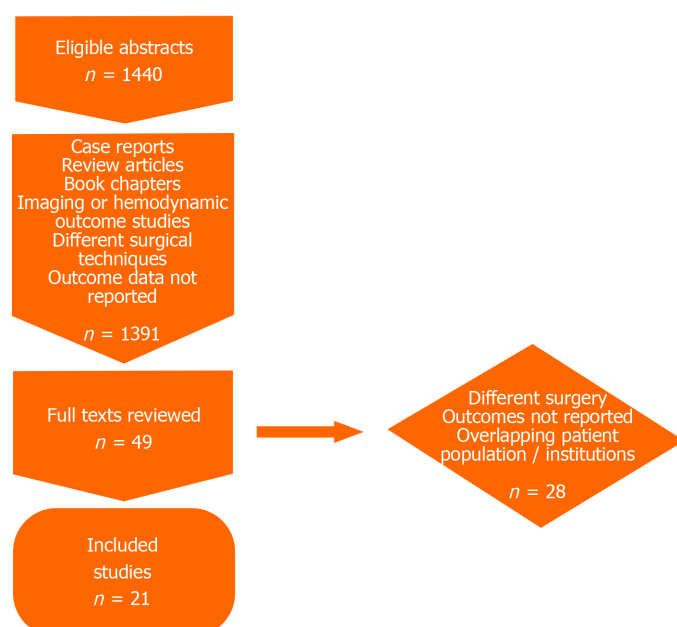 Eligible abstracts
n = 1440
Case reports
Review articles
Book chapters
Imaging or hemodynamic
outcome studies
Different surgical
techniques
Outcome data not
reported
n = 1391
Full texts reviewed
n = 49
Different surgery
Outcomes not reported
Overlapping patient
population / institutions
n = 28
Included
studies
n = 21